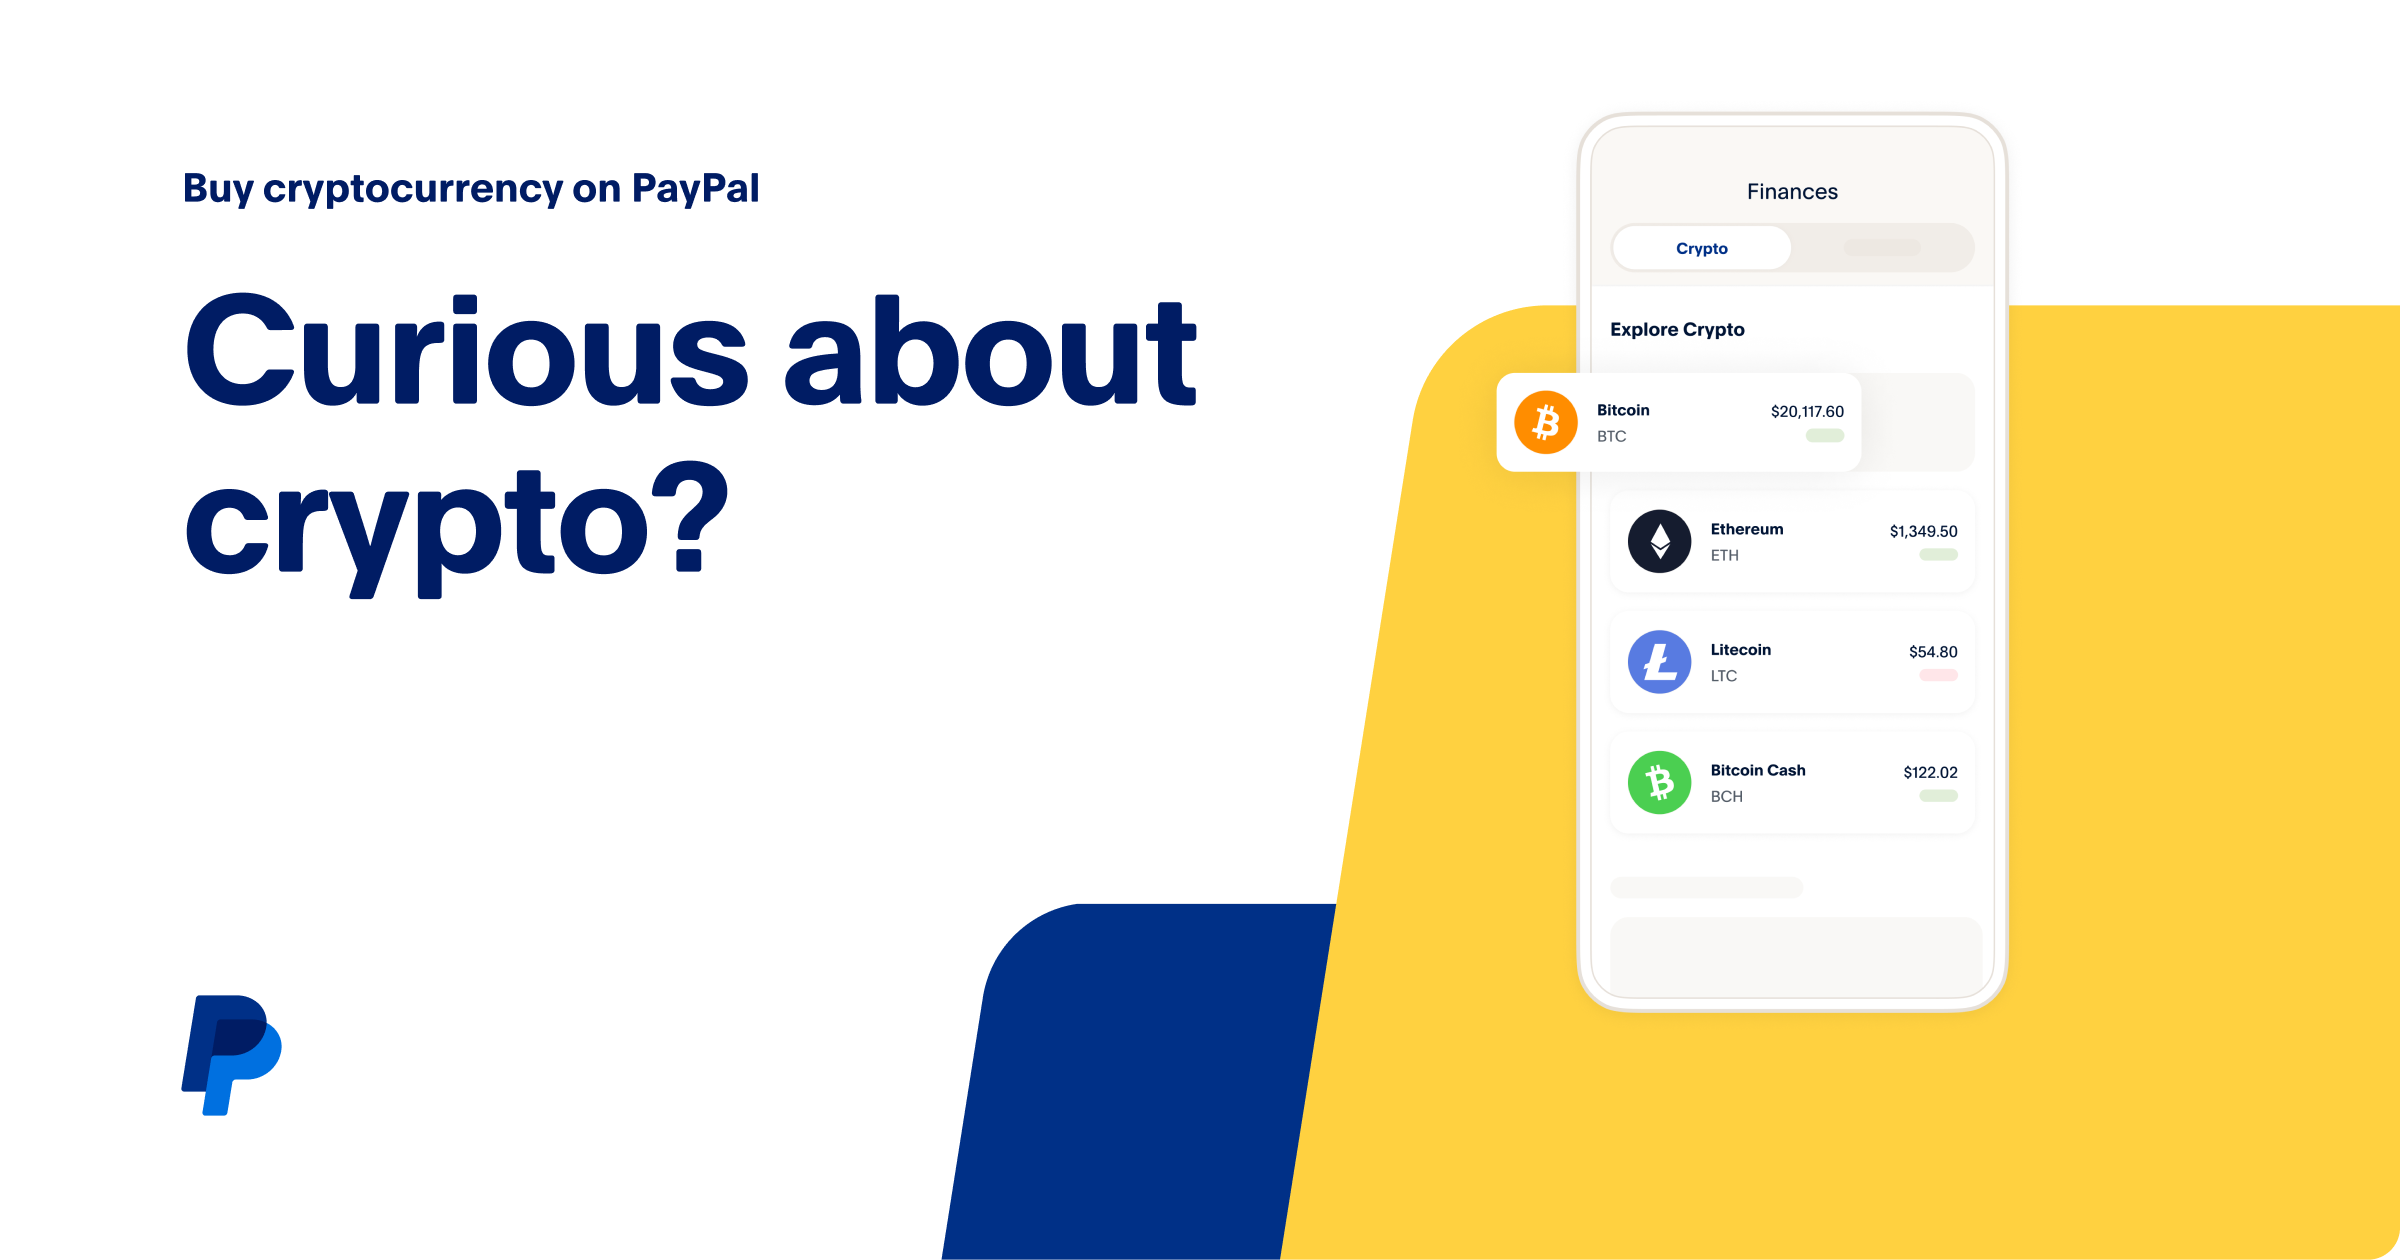 Buy cryptocurrency on PayPal
Curious about
crypto?
Finances
Crypto
Explore Crypto
Bitcoin
$20,117.60
BTC
Ethereum
$1,349.50
ETH
Litecoin
$54.80
LTC
Bitcoin Cash
$122.02
BCH